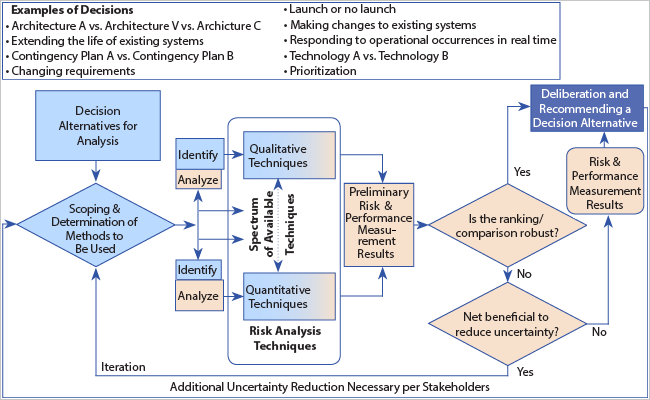 Examples of Decisions
• Architecture A vs. Architecture V vs. Archicture C
• Extending the life of existing systems
• Contingency Plan A vs. Contingency Plan B
• Changing requirements
• Launch or no launch
• Making changes to existing systems
• Responding to operational occurrences in real time
• Technology A vs. Technology B
• Prioritization
Decision
Alternatives for
Analysis
Scoping &
Determination of
Methods to
Be Used
Identify
Analyze
Identify
Analyze
Qualitative
Techniques
Spectrum
of Available
Techniques
Quantitative
Techniques
Risk Analysis
Techniques
Preliminary
Risk &
Performance
Measu-
rement
Results
Is the ranking/
comparison robust?
Yes
No
Deliberation and
Recommending a
Decision Alternative
Risk &
Performance
Measurement
Results
Net beneficial to
reduce uncertainty?
No
Yes
Iteration
Additional Uncertainty Reduction Necessary per Stakeholders